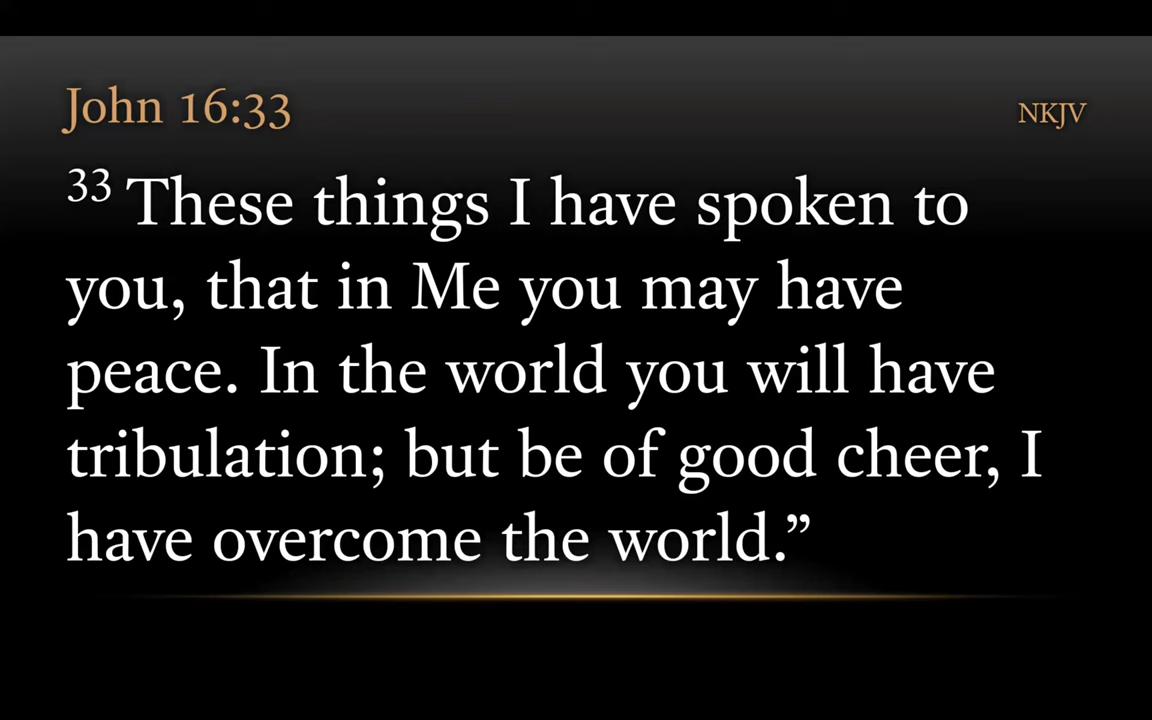 John 16:33
NKJV
33 These things I have spoken to
you, that in Me you may have
peace. In the world you will have
tribulation; but be of good cheer, I
have overcome the world.”